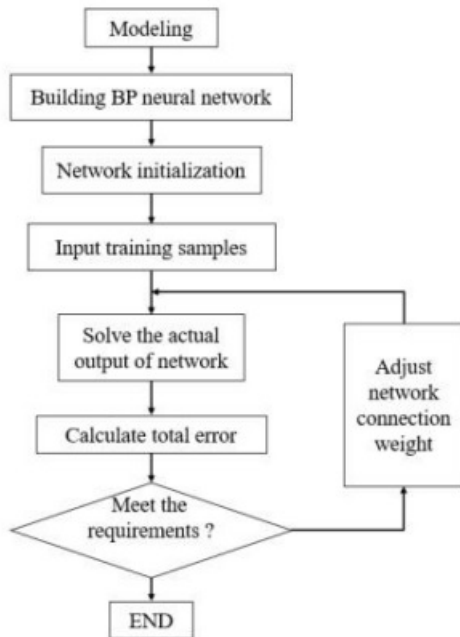 Modeling
Building BP neural network
Network initialization
Input training samples
Solve the actual
output of network
Adjust
network
connection
weight
Calculate total error
Meet the
requirements ?
END